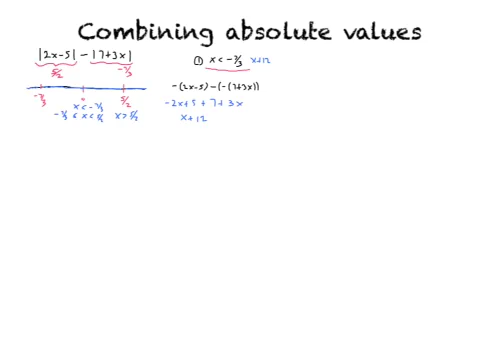 Combining absolute values
|2x-5| - |7+3x|
5/2 -7/3
-7/3 5/2
x < -7/3
-7/3 ≤ x < 5/2 x > 5/2
① x < -7/3 x+12
-(2x-5) - (-(7+3x))
-2x+5 + 7 + 3x
x+12